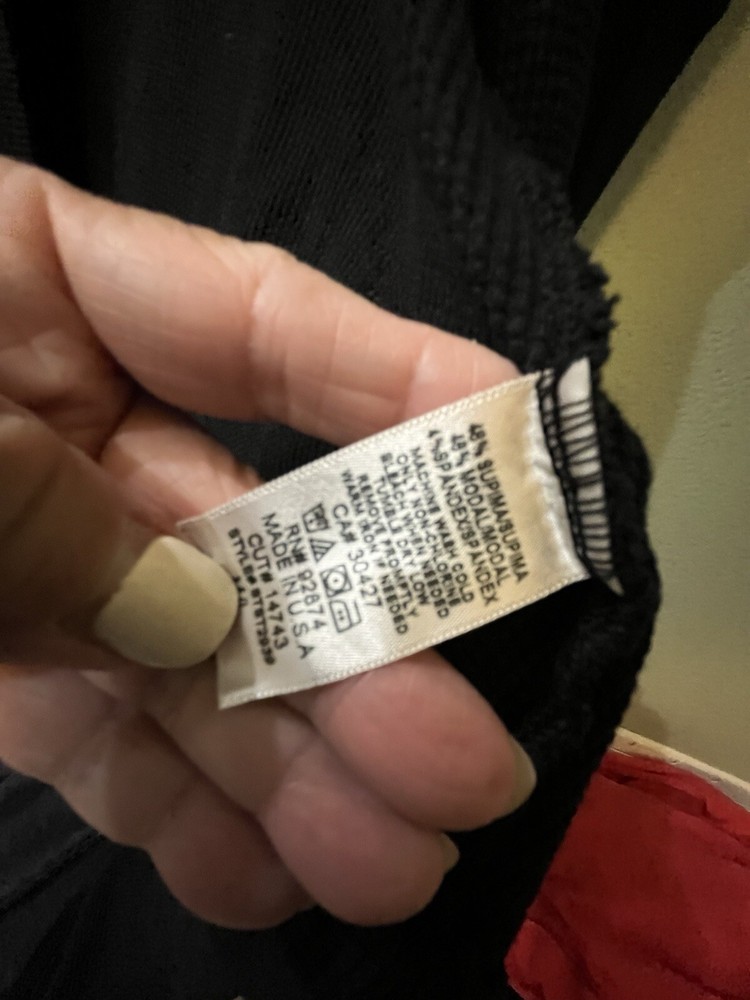 48% SUPIMA/SUPIMA
48% MODAL/MODAL
4%SPANDEX/SPANDEX
MACHINE WASH COLD
ONLY NON-CHLORINE
BLEACH WHEN NEEDED
TUMBLE DRY LOW
REMOVE PROMPTLY
WARM IRON IF NEEDED
CA# 30427
RN# 92874
MADE IN U.S.A
CUT# 14743
STYLE#